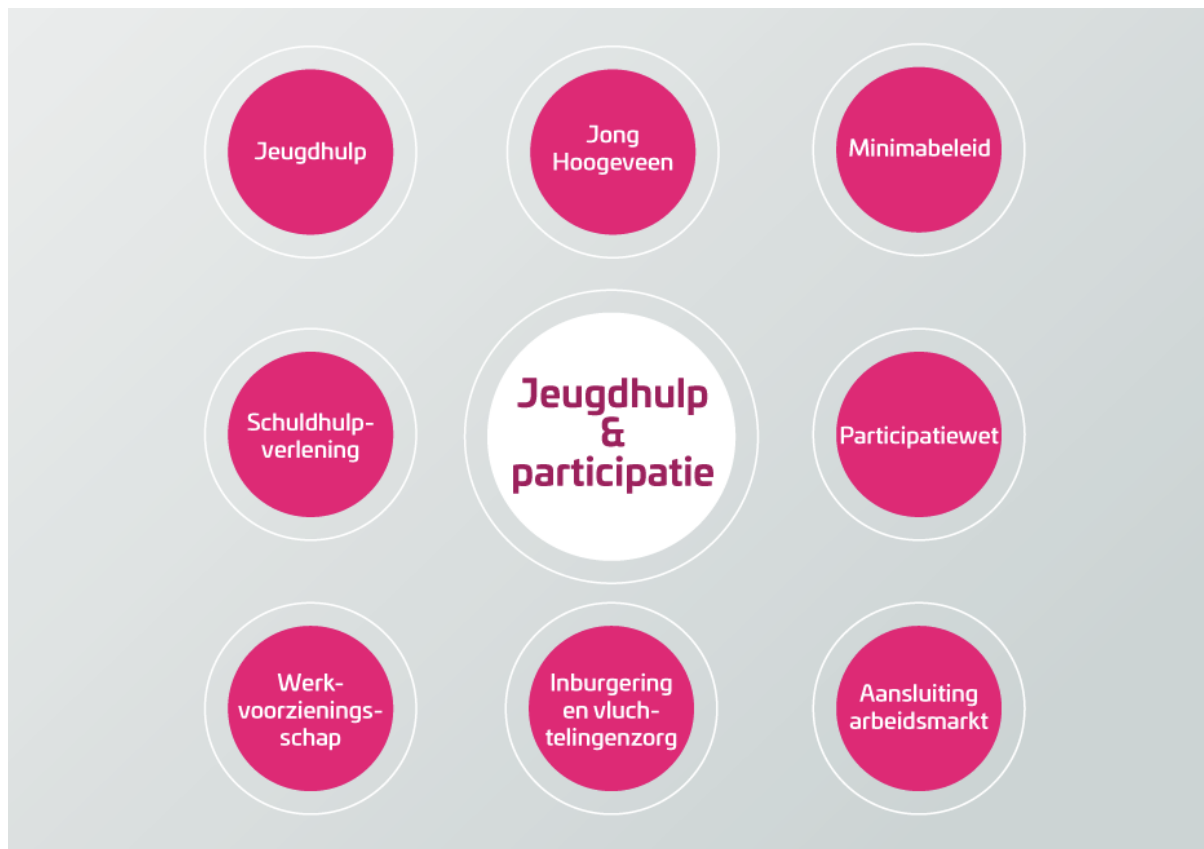 Jeugdhulp
Jong
Hoogeveen
Minimabeleid
Schuldhulp-
verlening
Jeugdhulp
&
participatie
Participatiewet
Werk-
voorzienings-
schap
Inburgering
en vluch-
telingenzorg
Aansluiting
arbeidsmarkt